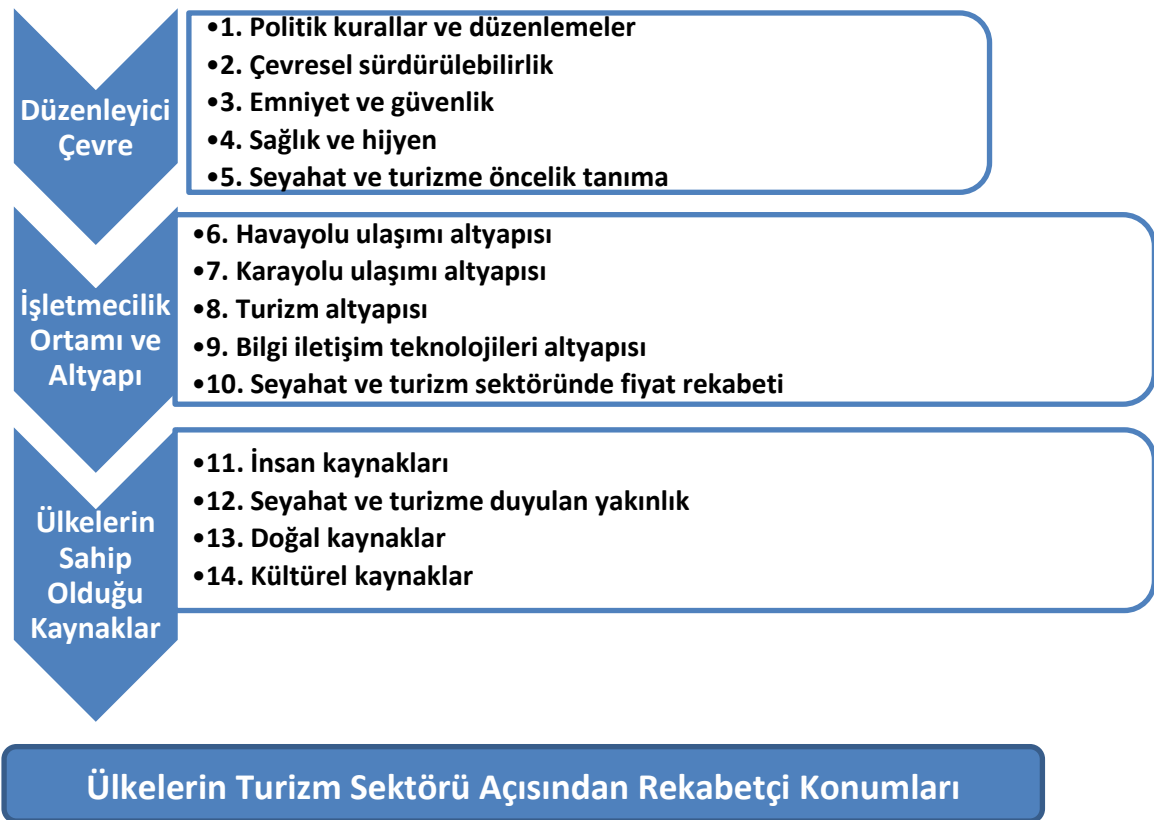 Düzenleyici
Çevre
•1. Politik kurallar ve düzenlemeler
•2. Çevresel sürdürülebilirlik
•3. Emniyet ve güvenlik
•4. Sağlık ve hijyen
•5. Seyahat ve turizme öncelik tanıma
İşletmecilik
Ortamı ve
Altyapı
•6. Havayolu ulaşımı altyapısı
•7. Karayolu ulaşımı altyapısı
•8. Turizm altyapısı
•9. Bilgi iletişim teknolojileri altyapısı
•10. Seyahat ve turizm sektöründe fiyat rekabeti
Ülkelerin
Sahip
Olduğu
Kaynaklar
•11. İnsan kaynakları
•12. Seyahat ve turizme duyulan yakınlık
•13. Doğal kaynaklar
•14. Kültürel kaynaklar
Ülkelerin Turizm Sektörü Açısından Rekabetçi Konumları